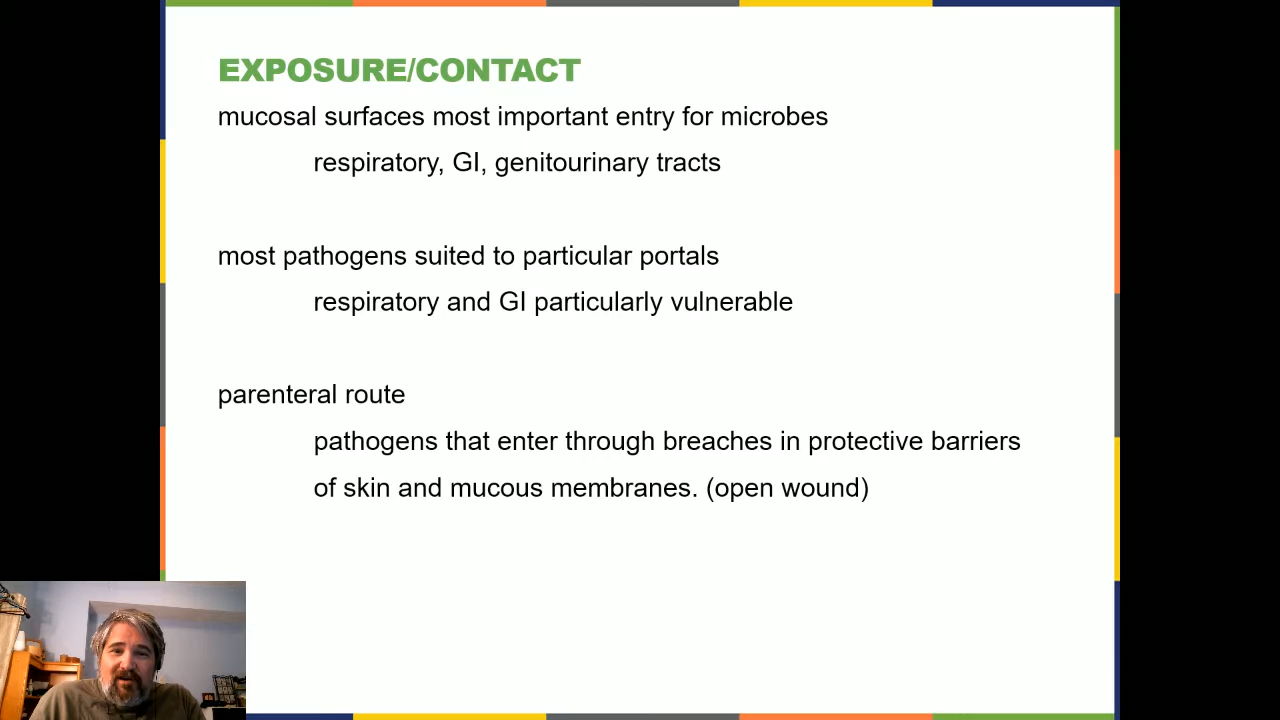 EXPOSURE/CONTACT
mucosal surfaces most important entry for microbes
respiratory, GI, genitourinary tracts
most pathogens suited to particular portals
respiratory and GI particularly vulnerable
parenteral route
pathogens that enter through breaches in protective barriers
of skin and mucous membranes. (open wound)